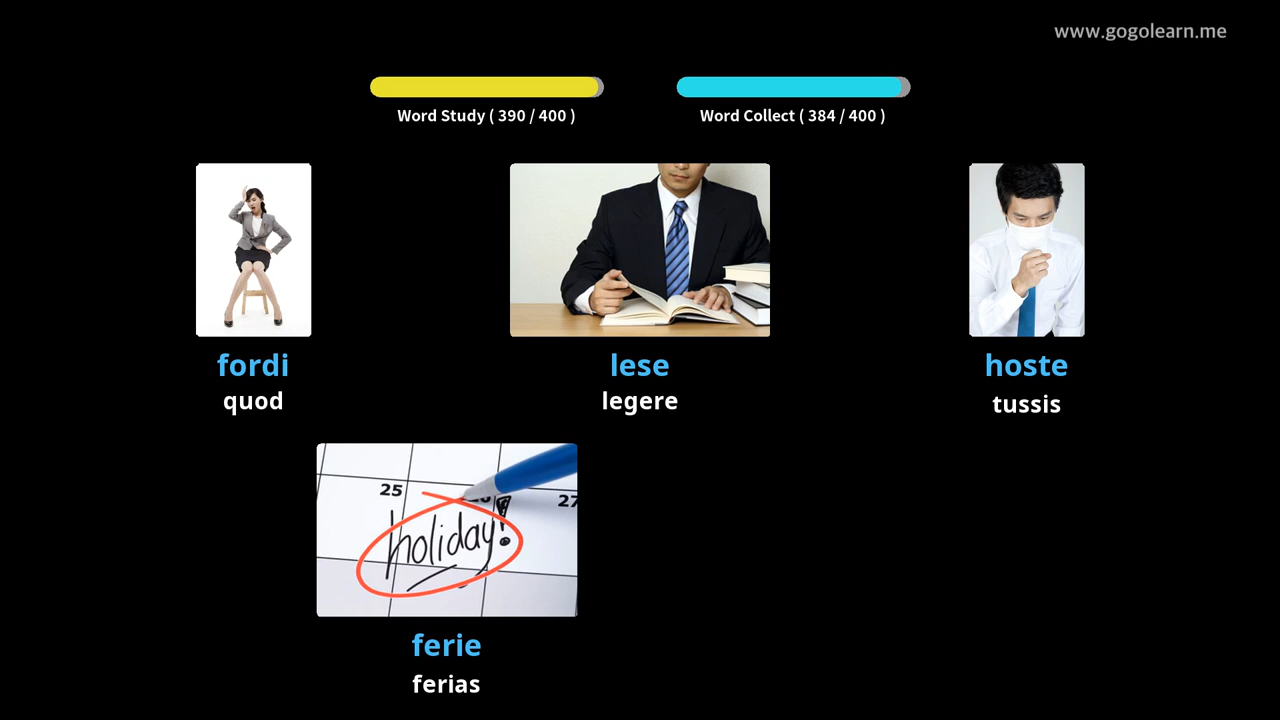 www.gogolearn.me
Word Study ( 390 / 400 )
Word Collect ( 384 / 400 )
fordi
quod
lese
legere
hoste
tussis
25
27
holiday!
ferie
ferias